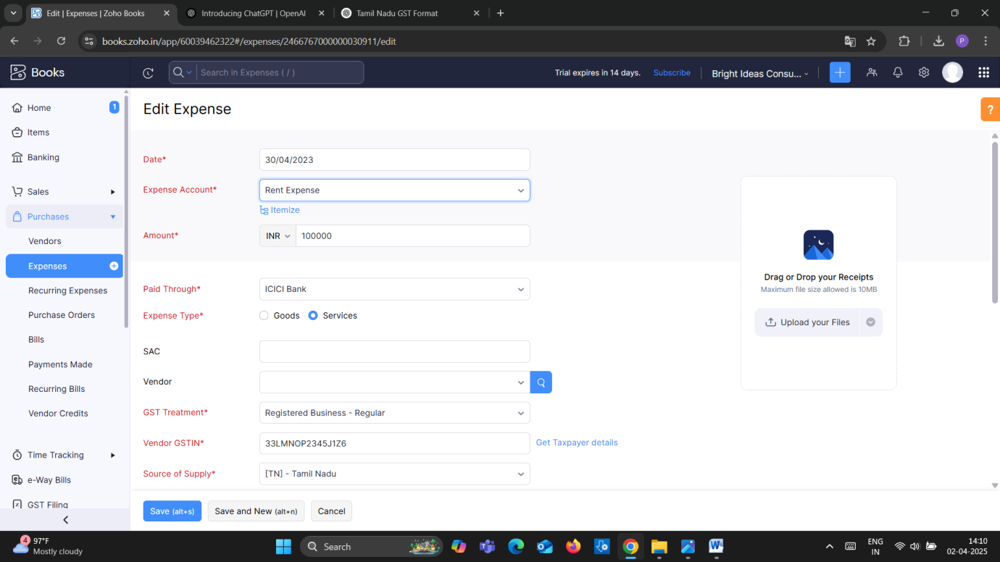 Edit | Expenses | Zoho Books
Introducing ChatGPT | OpenAI
Tamil Nadu GST Format
books.zoho.in/app/60039462322#/expenses/2466767000000030911/edit
P
Books
Search in Expenses ( / )
Trial expires in 14 days.
Subscribe
Bright Ideas Consu...
Home
1
Items
Banking
Sales
Purchases
Vendors
Expenses
Recurring Expenses
Purchase Orders
Bills
Payments Made
Recurring Bills
Vendor Credits
Time Tracking
e-Way Bills
GST Filing
Edit Expense
?
Date*
30/04/2023
Expense Account*
Rent Expense
Itemize
Amount*
INR
100000
Paid Through*
ICICI Bank
Expense Type*
Goods
Services
SAC
Vendor
GST Treatment*
Registered Business - Regular
Vendor GSTIN*
33LMNOP2345J1Z6
Get Taxpayer details
Source of Supply*
[TN] - Tamil Nadu
Drag or Drop your Receipts
Maximum file size allowed is 10MB
Upload your Files
Save (alt+s)
Save and New (alt+n)
Cancel
4
97°F
Mostly cloudy
Search
ENG
IN
14:10
02-04-2025